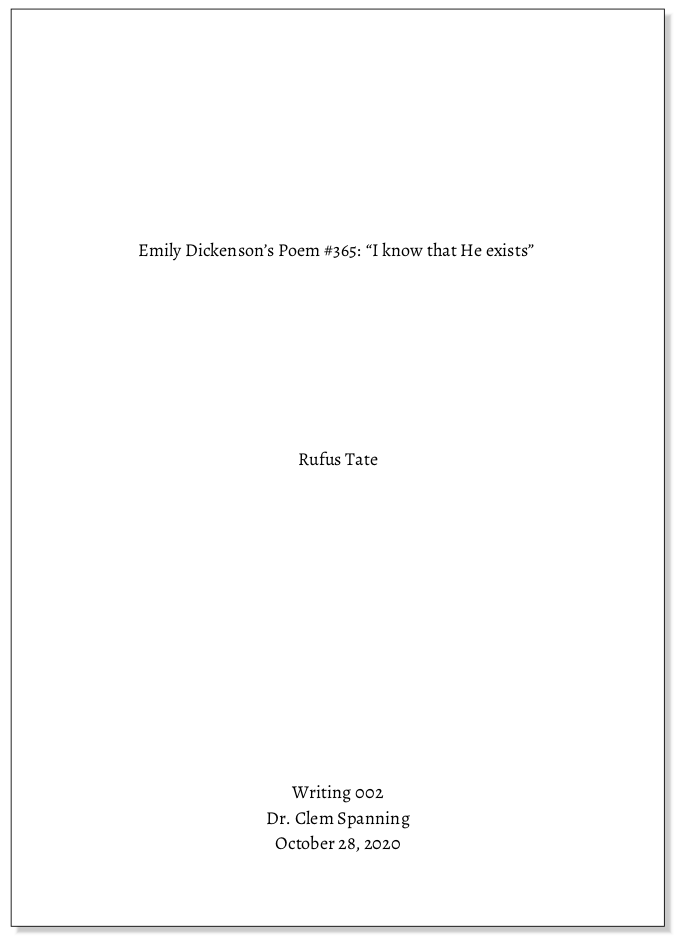 Emily Dickenson’s Poem #365: “I know that He exists”
Rufus Tate
Writing 002
Dr. Clem Spanning
October 28, 2020